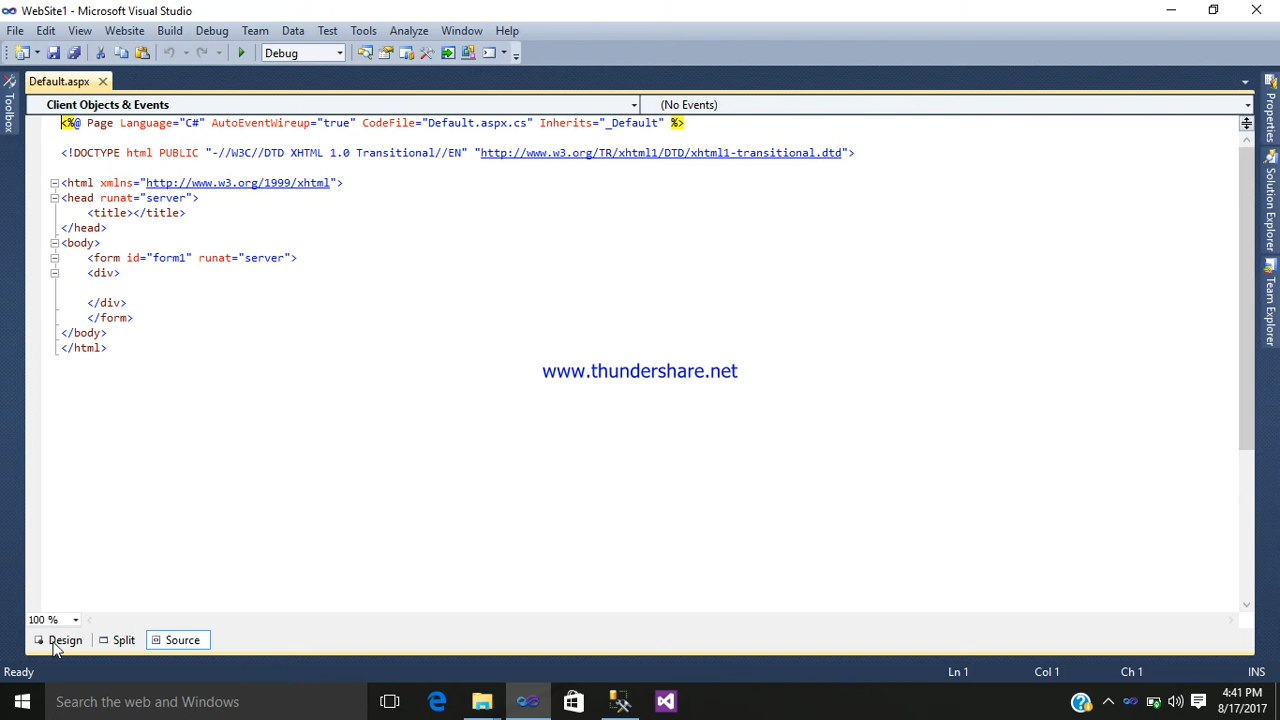 WebSite1 - Microsoft Visual Studio
File Edit View Website Build Debug Team Data Test Tools Analyze Window Help
Debug
Default.aspx
Client Objects & Events (No Events)
<%@ Page Language="C#" AutoEventWireup="true" CodeFile="Default.aspx.cs" Inherits="_Default" %>
<!DOCTYPE html PUBLIC "-//W3C//DTD XHTML 1.0 Transitional//EN" "http://www.w3.org/TR/xhtml1/DTD/xhtml1-transitional.dtd">
<html xmlns="http://www.w3.org/1999/xhtml">
<head runat="server">
<title></title>
</head>
<body>
<form id="form1" runat="server">
<div>
</div>
</form>
</body>
</html>
www.thundershare.net
Toolbox
Properties
Solution Explorer
Team Explorer
100 %
Design Split Source
Ready Ln 1 Col 1 Ch 1 INS
Search the web and Windows
4:41 PM
8/17/2017